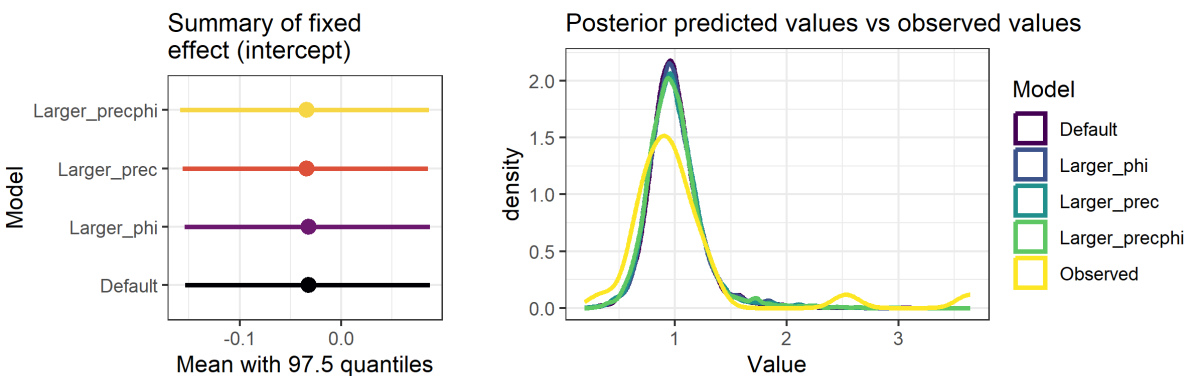 Summary of fixed
effect (intercept)
Model
Larger_precphi
Larger_prec
Larger_phi
Default
-0.1 0.0
Mean with 97.5 quantiles
Posterior predicted values vs observed values
density
2.0
1.5
1.0
0.5
0.0
1 2 3
Value
Model
Default
Larger_phi
Larger_prec
Larger_precphi
Observed